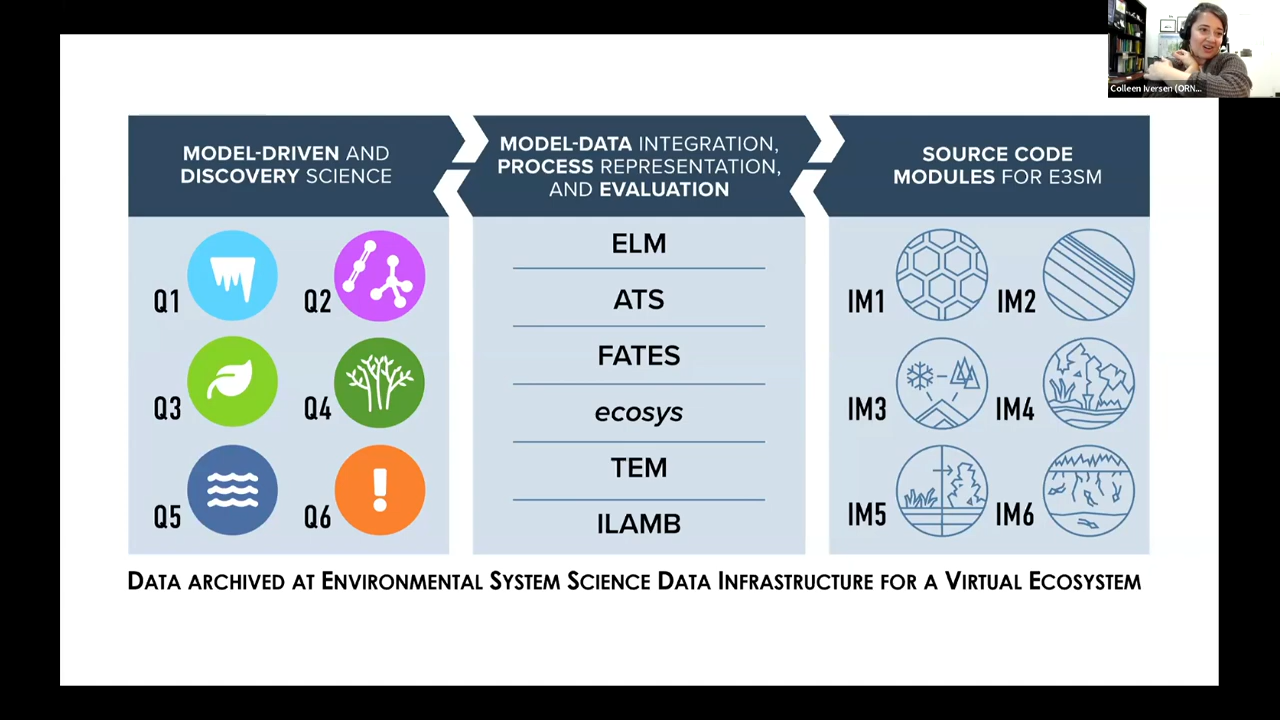 Colleen Iversen (ORN...
MODEL-DRIVEN AND
DISCOVERY SCIENCE
MODEL-DATA INTEGRATION,
PROCESS REPRESENTATION,
AND EVALUATION
SOURCE CODE
MODULES FOR E3SM
Q1
Q2
Q3
Q4
Q5
Q6
ELM
ATS
FATES
ecosys
TEM
ILAMB
IM1
IM2
IM3
IM4
IM5
IM6
DATA ARCHIVED AT ENVIRONMENTAL SYSTEM SCIENCE DATA INFRASTRUCTURE FOR A VIRTUAL ECOSYSTEM